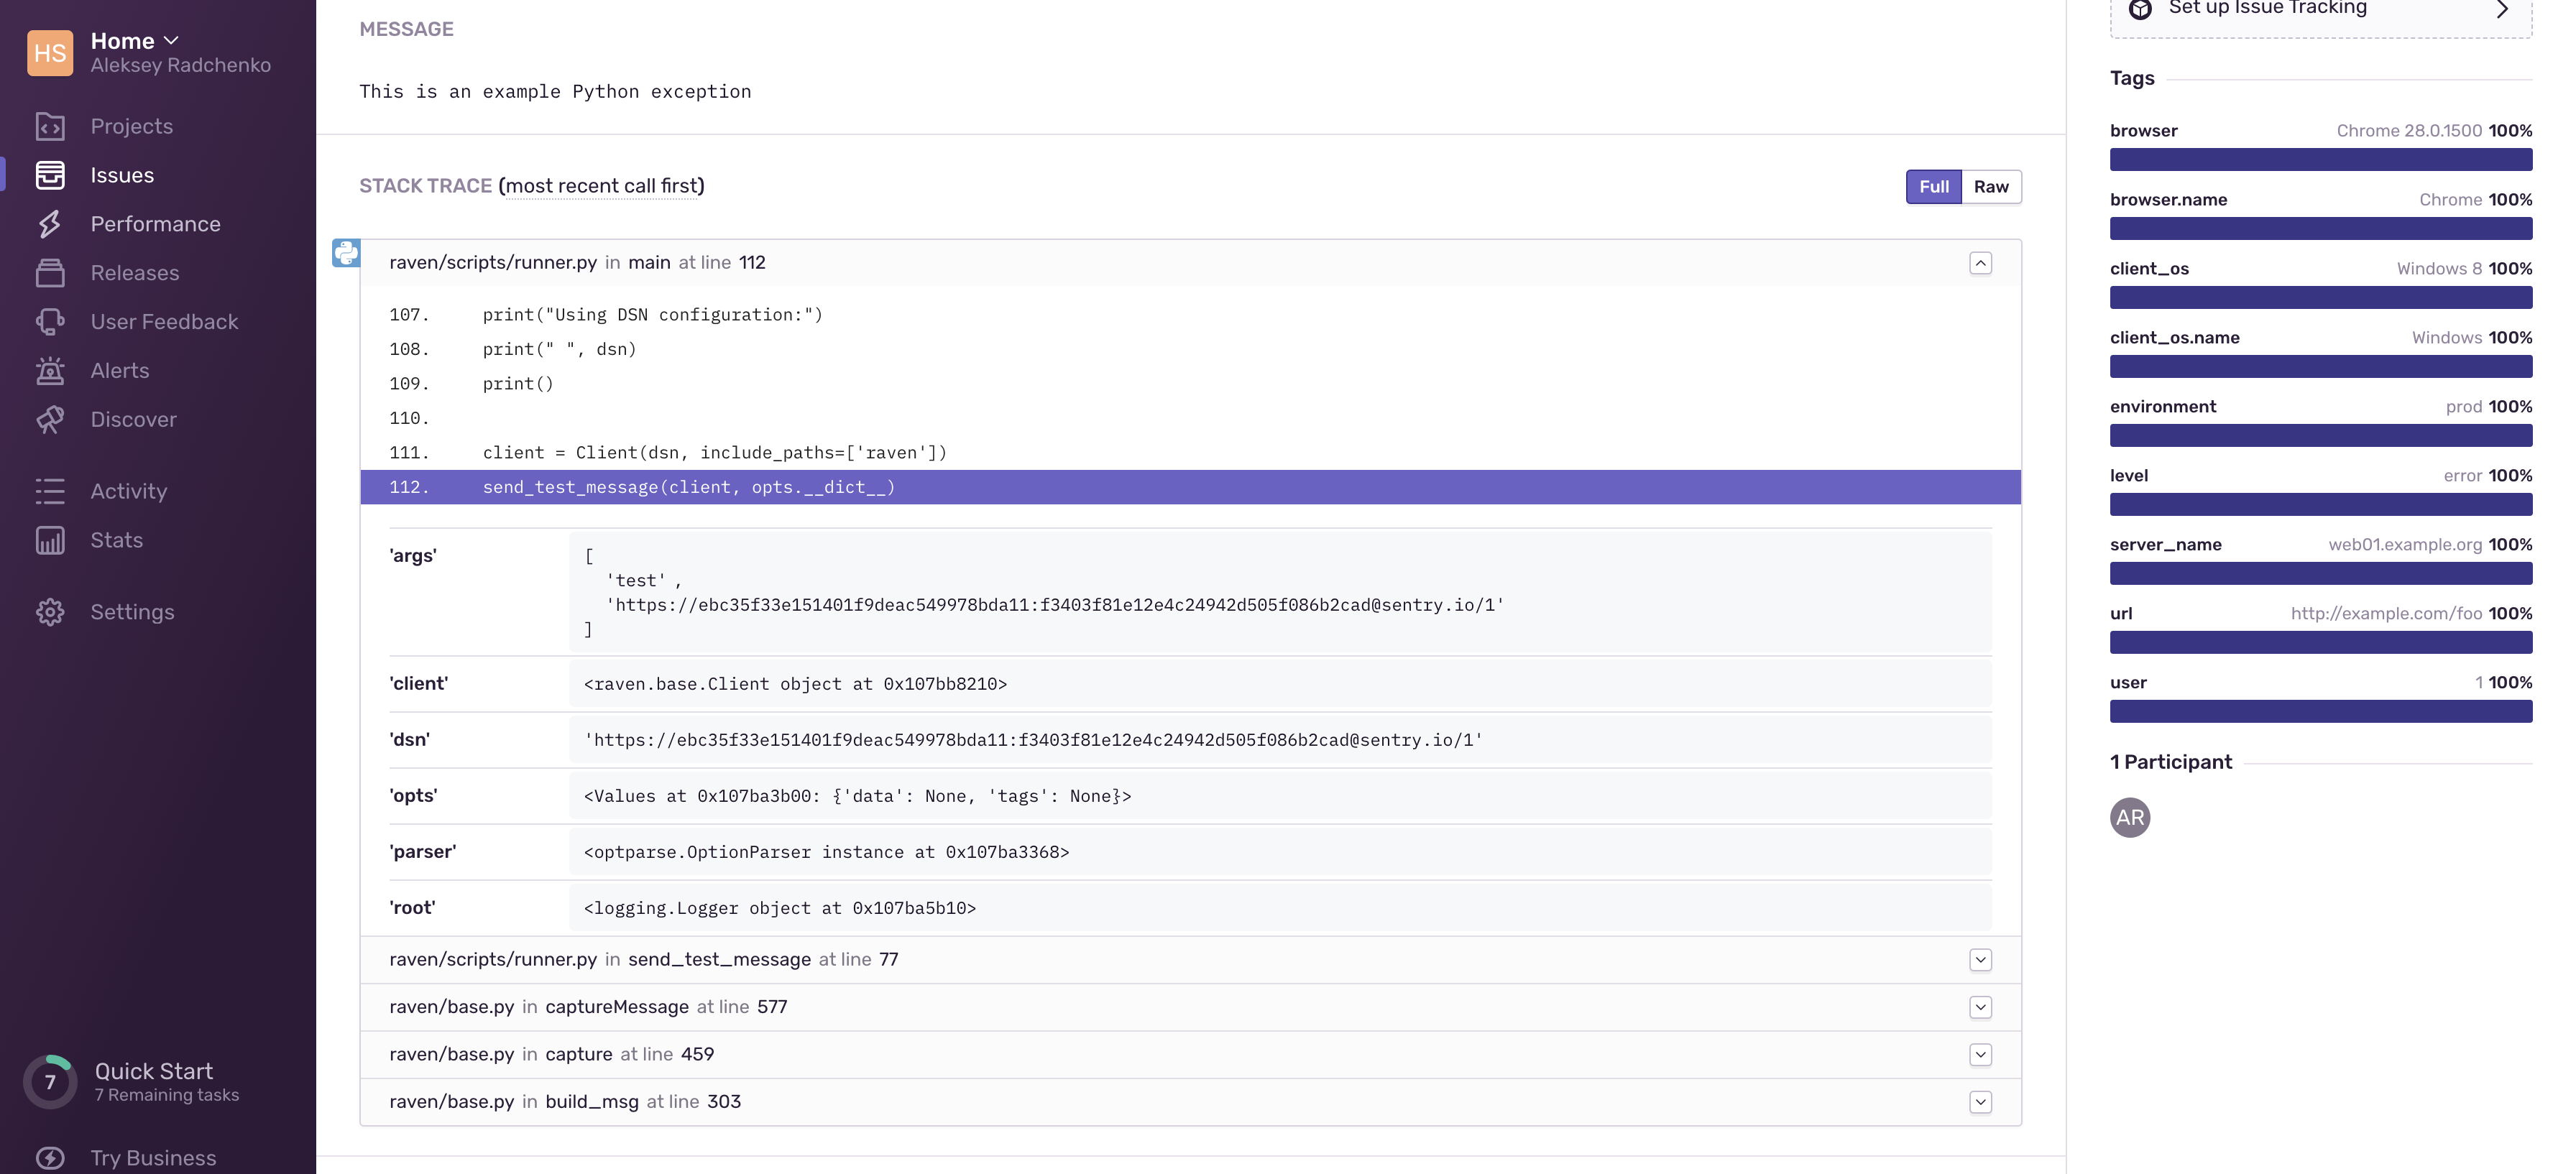 HS
Home
Aleksey Radchenko
Projects
Issues
Performance
Releases
User Feedback
Alerts
Discover
Activity
Stats
Settings
7
Quick Start
7 Remaining tasks
Try Business
MESSAGE
This is an example Python exception
STACK TRACE (most recent call first)
Full Raw
raven/scripts/runner.py in main at line 112
107. print("Using DSN configuration:")
108. print(" ", dsn)
109. print()
110.
111. client = Client(dsn, include_paths=['raven'])
112. send_test_message(client, opts.__dict__)
'args' [
'test' ,
'https://ebc35f33e151401f9deac549978bda11:f3403f81e12e4c24942d505f086b2cad@sentry.io/1'
]
'client' <raven.base.Client object at 0x107bb8210>
'dsn' 'https://ebc35f33e151401f9deac549978bda11:f3403f81e12e4c24942d505f086b2cad@sentry.io/1'
'opts' <Values at 0x107ba3b00: {'data': None, 'tags': None}>
'parser' <optparse.OptionParser instance at 0x107ba3368>
'root' <logging.Logger object at 0x107ba5b10>
raven/scripts/runner.py in send_test_message at line 77
raven/base.py in captureMessage at line 577
raven/base.py in capture at line 459
raven/base.py in build_msg at line 303
Set up Issue Tracking
Tags
browser Chrome 28.0.1500 100%
browser.name Chrome 100%
client_os Windows 8 100%
client_os.name Windows 100%
environment prod 100%
level error 100%
server_name web01.example.org 100%
url http://example.com/foo 100%
user 1 100%
1 Participant
AR